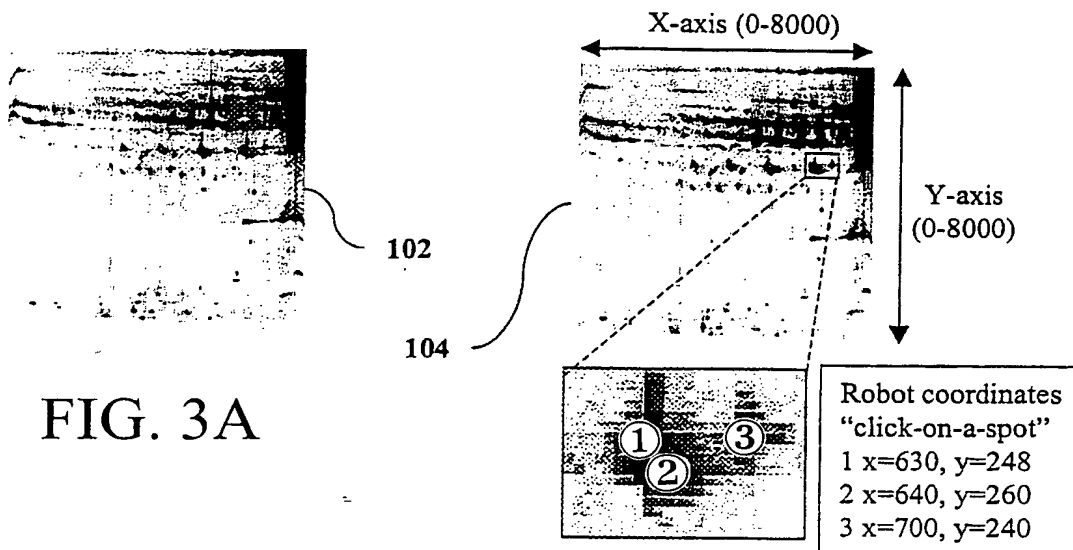 X-axis (0-8000)
Y-axis
(0-8000)
102
104
FIG. 3A
1
2
3
Robot coordinates
“click-on-a-spot”
1 x=630, y=248
2 x=640, y=260
3 x=700, y=240